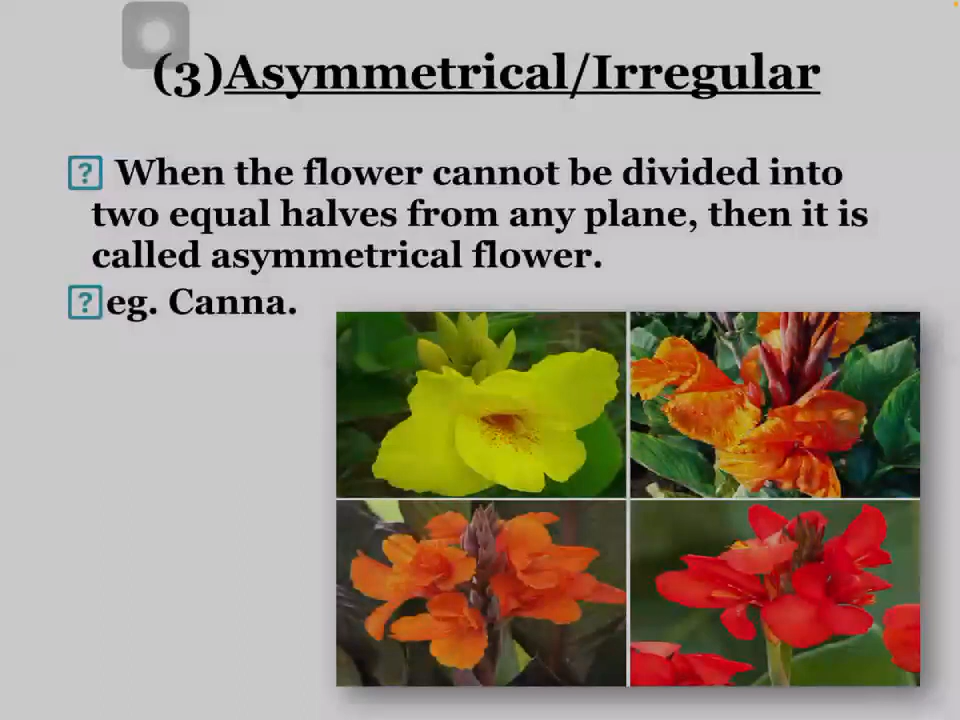 (3)Asymmetrical/Irregular
When the flower cannot be divided into
two equal halves from any plane, then it is
called asymmetrical flower.
eg. Canna.